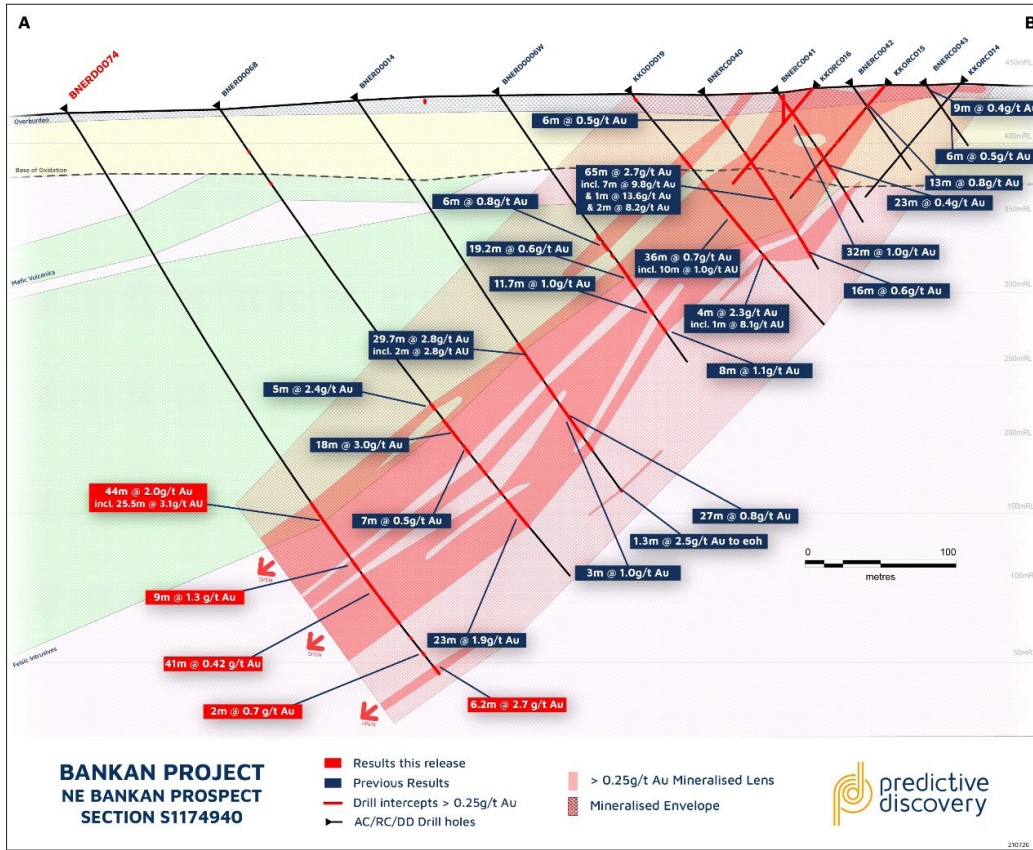 A
B
BNERD0074
BNERD0068
BNERD0014
BNERD0006W
KKODD019
BNERC0040
BNERC0041
KKORC016
BNERC0042
KKORC015
BNERC0043
KKORC014
450mRL
Overburden
9m @ 0.4g/t Au
6m @ 0.5g/t Au
400mRL
6m @ 0.5g/t Au
Base of Oxidation
65m @ 2.7g/t Au
incl. 7m @ 9.8g/t Au
& 1m @ 13.6g/t Au
& 2m @ 8.2g/t Au
13m @ 0.8g/t Au
6m @ 0.8g/t Au
23m @ 0.4g/t Au
350mRL
19.2m @ 0.6g/t Au
36m @ 0.7g/t Au
incl. 10m @ 1.0g/t AU
32m @ 1.0g/t Au
Mafic Volcanics
11.7m @ 1.0g/t Au
16m @ 0.6g/t Au
300mRL
4m @ 2.3g/t Au
incl. 1m @ 8.1g/t AU
29.7m @ 2.8g/t Au
incl. 2m @ 2.8g/t AU
250mRL
8m @ 1.1g/t Au
5m @ 2.4g/t Au
200mRL
18m @ 3.0g/t Au
44m @ 2.0g/t Au
incl. 25.5m @ 3.1g/t AU
150mRL
7m @ 0.5g/t Au
27m @ 0.8g/t Au
1.3m @ 2.5g/t Au to eoh
0
100
metres
3m @ 1.0g/t Au
100mRL
OPEN
9m @ 1.3 g/t Au
23m @ 1.9g/t Au
OPEN
Felsic Intrusives
41m @ 0.42 g/t Au
50mRL
2m @ 0.7 g/t Au
6.2m @ 2.7 g/t Au
OPEN
BANKAN PROJECT
NE BANKAN PROSPECT
SECTION S1174940
Results this release
Previous Results
Drill intercepts > 0.25g/t Au
AC/RC/DD Drill holes
> 0.25g/t Au Mineralised Lens
Mineralised Envelope
predictive
discovery
210726